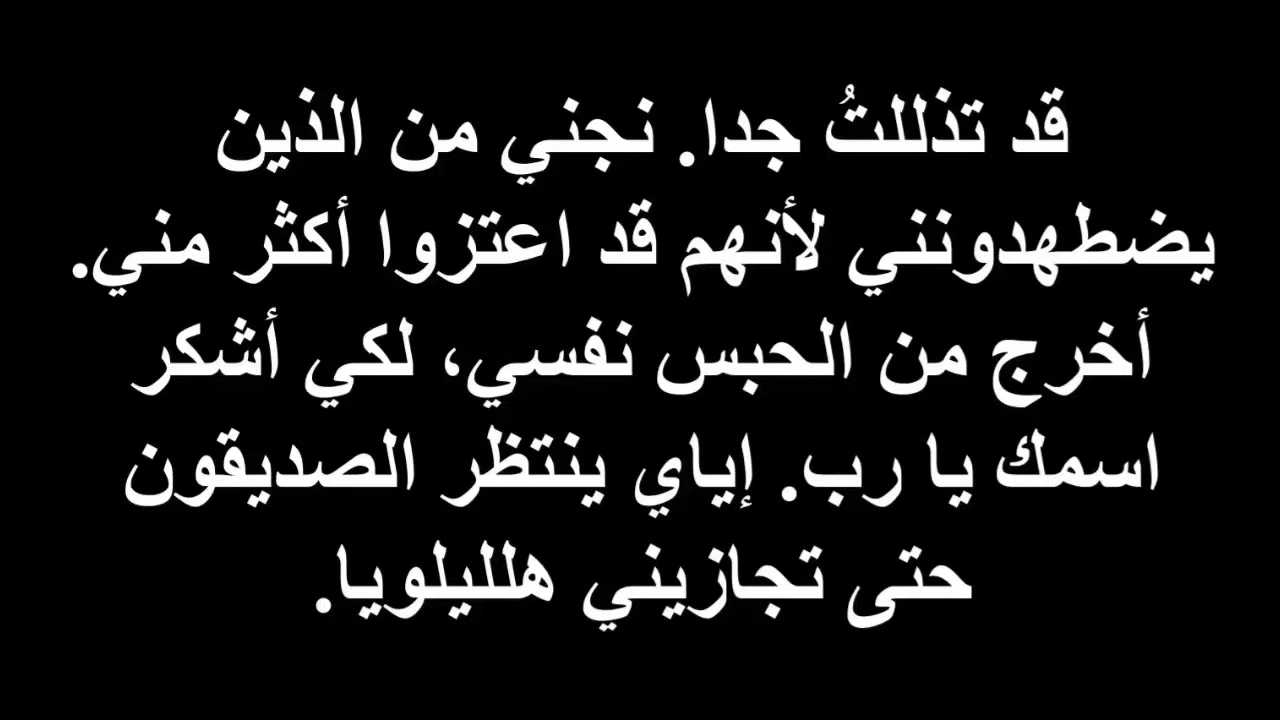 قد تذللتُ جدا. نجني من الذين
يضطهدونني لأنهم قد اعتزوا أكثر مني.
أخرج من الحبس نفسي، لكي أشكر
اسمك يا رب. إياي ينتظر الصديقون
حتى تجازيني هلليلويا.